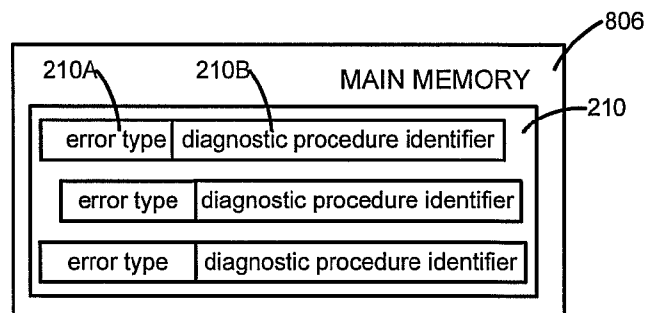 806
210A 210B MAIN MEMORY
210
error type diagnostic procedure identifier
error type diagnostic procedure identifier
error type diagnostic procedure identifier